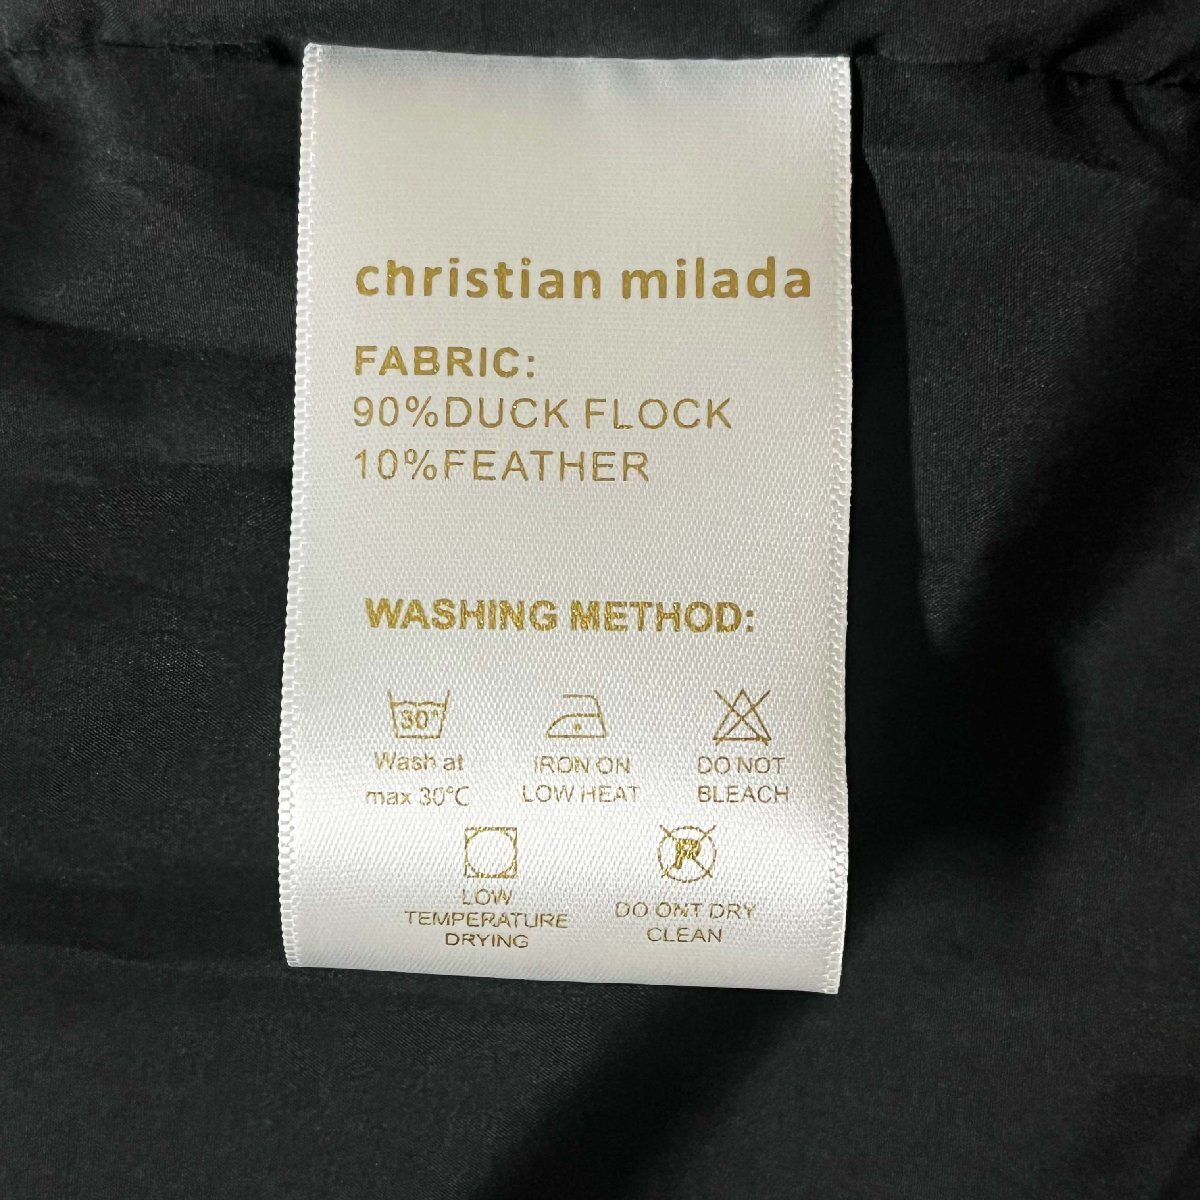 christian milada
FABRIC:
90%DUCK FLOCK
10%FEATHER
WASHING METHOD:
30°
Wash at
max 30°C
IRON ON
LOW HEAT
DO NOT
BLEACH
LOW
TEMPERATURE
DRYING
P
DO ONT DRY
CLEAN